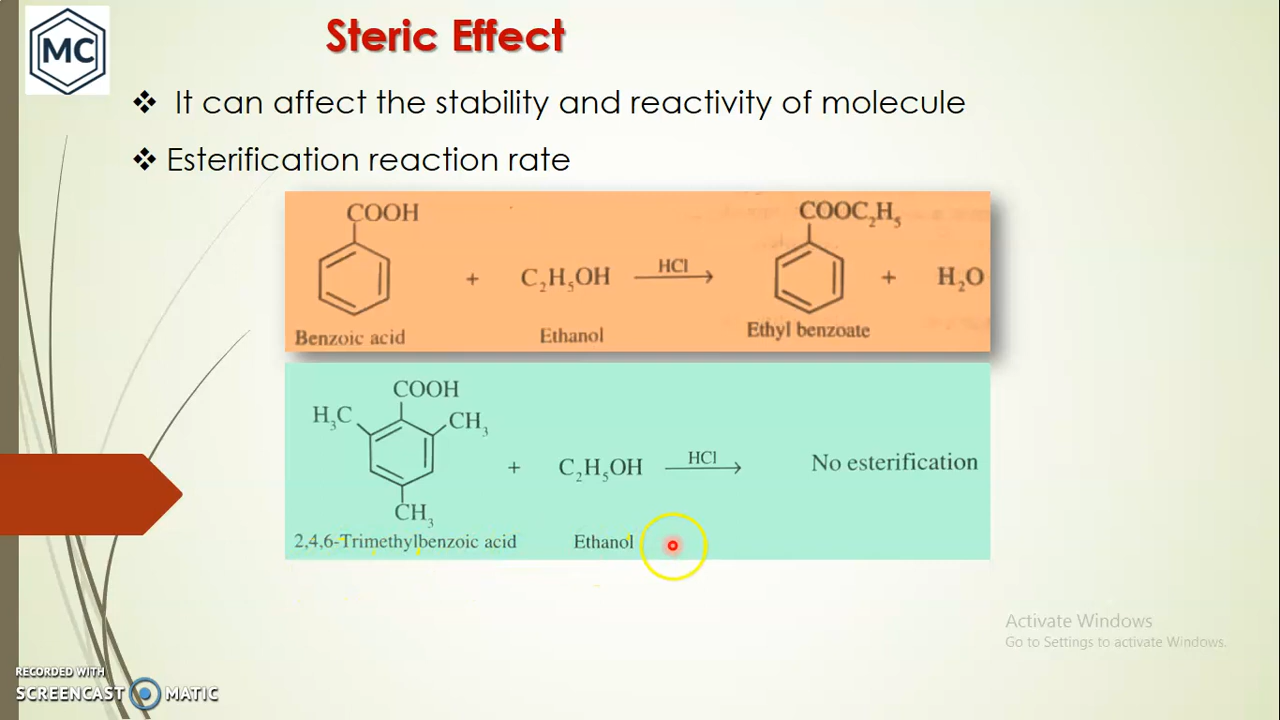 MC
Steric Effect
❖ It can affect the stability and reactivity of molecule
❖ Esterification reaction rate
COOH
COOC₂H₅
+ C₂H₅OH HCl + H₂O
Benzoic acid Ethanol Ethyl benzoate
COOH
H₃C CH₃
+ C₂H₅OH HCl No esterification
CH₃
2,4,6-Trimethylbenzoic acid Ethanol
Activate Windows
Go to Settings to activate Windows.
RECORDED WITH
SCREENCAST MATIC